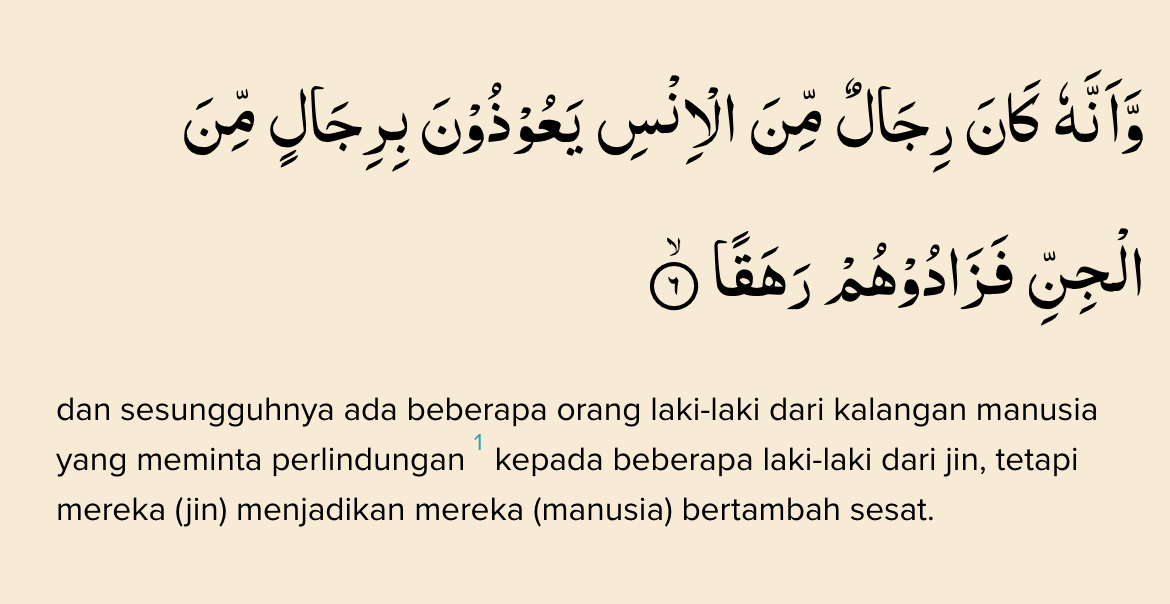 وَّاَنَّهٗ كَانَ رِجَالٌ مِّنَ الْاِنْسِ يَعُوْذُوْنَ بِرِجَالٍ مِّنَ
الْجِنِّ فَزَادُوْهُمْ رَهَقًاۙ ٦
dan sesungguhnya ada beberapa orang laki-laki dari kalangan manusia
yang meminta perlindungan 1 kepada beberapa laki-laki dari jin, tetapi
mereka (jin) menjadikan mereka (manusia) bertambah sesat.